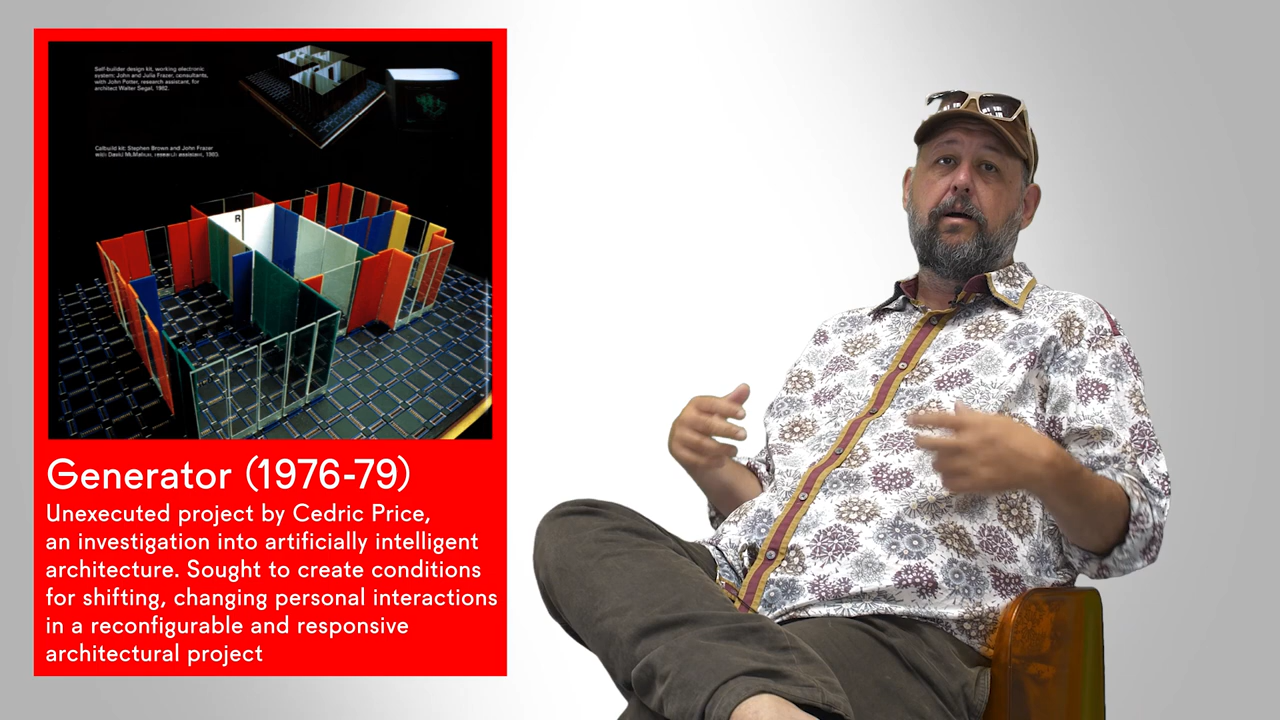 Self-builder design kit, working electronic
system: John and Julia Frazer, consultants,
with John Potter, research assistant, for
architect Walter Segal, 1982.
Calbuild kit: Stephen Brown and John Frazer
with David McMahon, research assistant,
R
Generator (1976-79)
Unexecuted project by Cedric Price,
an investigation into artificially intelligent
architecture. Sought to create conditions
for shifting, changing personal interactions
in a reconfigurable and responsive
architectural project